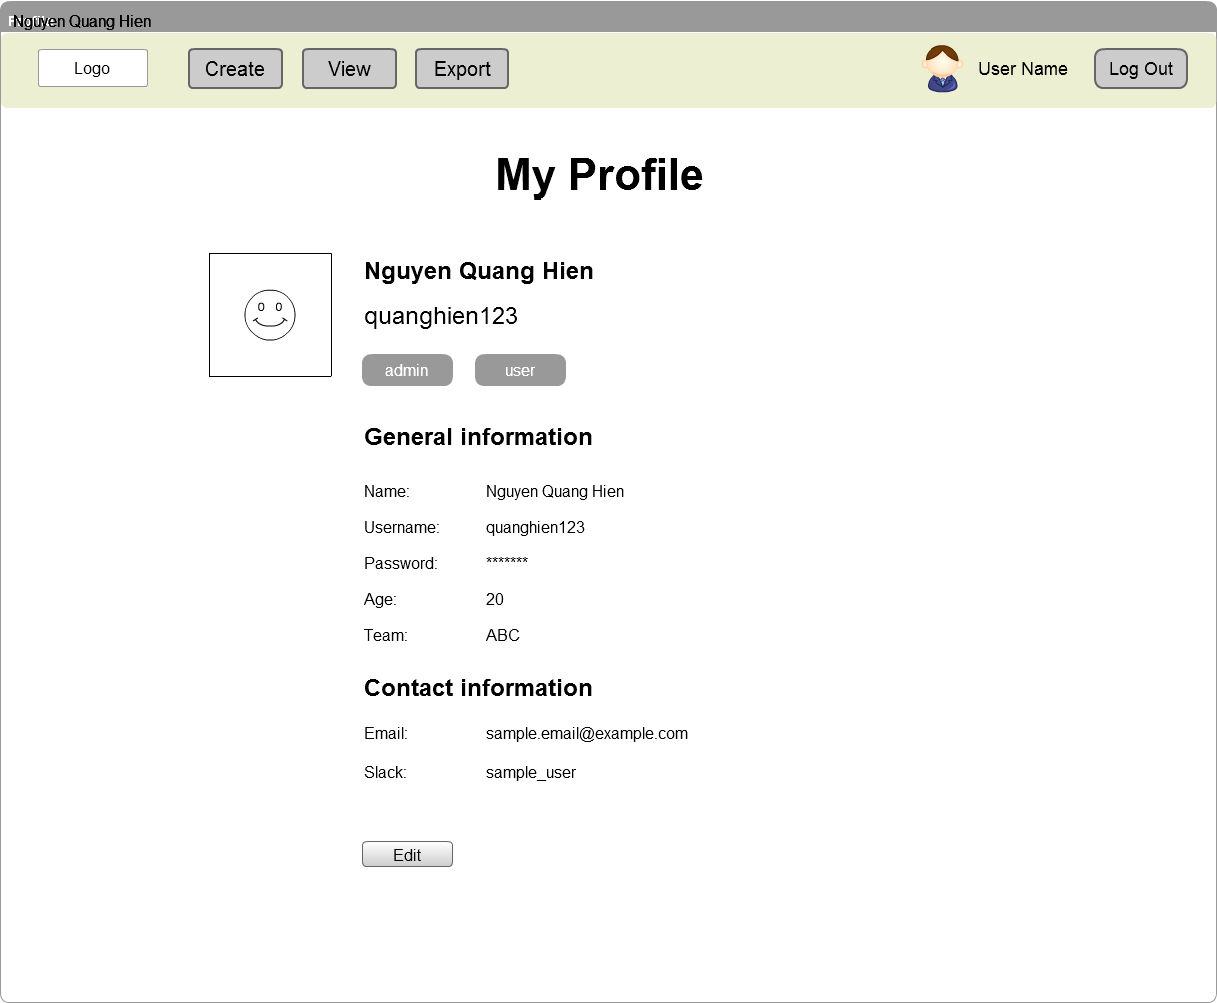 Nguyen Quang Hien
Logo
Create
View
Export
User Name
Log Out
My Profile
Nguyen Quang Hien
quanghien123
admin
user
General information
Name: Nguyen Quang Hien
Username: quanghien123
Password: *******
Age: 20
Team: ABC
Contact information
Email: sample.email@example.com
Slack: sample_user
Edit